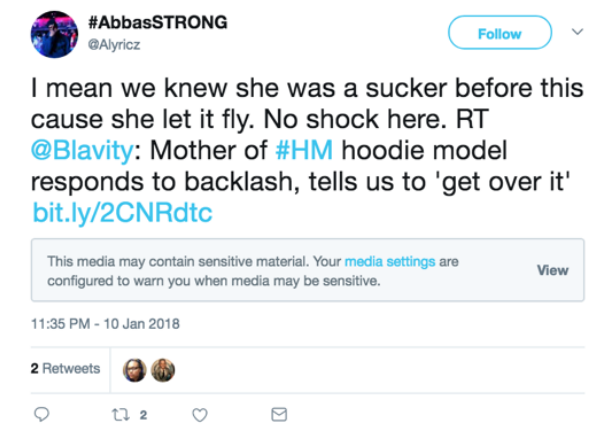 #AbbasSTRONG
@Alyricz
Follow
I mean we knew she was a sucker before this
cause she let it fly. No shock here. RT
@Blavity: Mother of #HM hoodie model
responds to backlash, tells us to 'get over it'
bit.ly/2CNRdtc
This media may contain sensitive material. Your media settings are
configured to warn you when media may be sensitive.
View
11:35 PM - 10 Jan 2018
2 Retweets
2